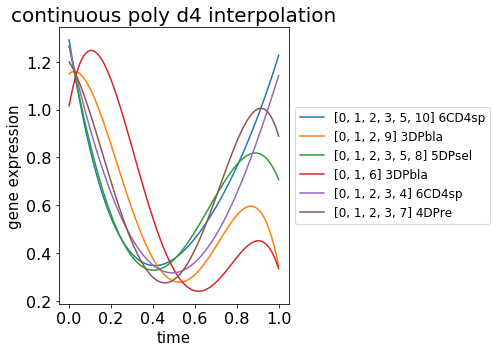 continuous poly d4 interpolation
gene expression
1.2
1.0
0.8
0.6
0.4
0.2
0.0 0.2 0.4 0.6 0.8 1.0
time
[0, 1, 2, 3, 5, 10] 6CD4sp
[0, 1, 2, 9] 3DPbla
[0, 1, 2, 3, 5, 8] 5DPsel
[0, 1, 6] 3DPbla
[0, 1, 2, 3, 4] 6CD4sp
[0, 1, 2, 3, 7] 4DPre